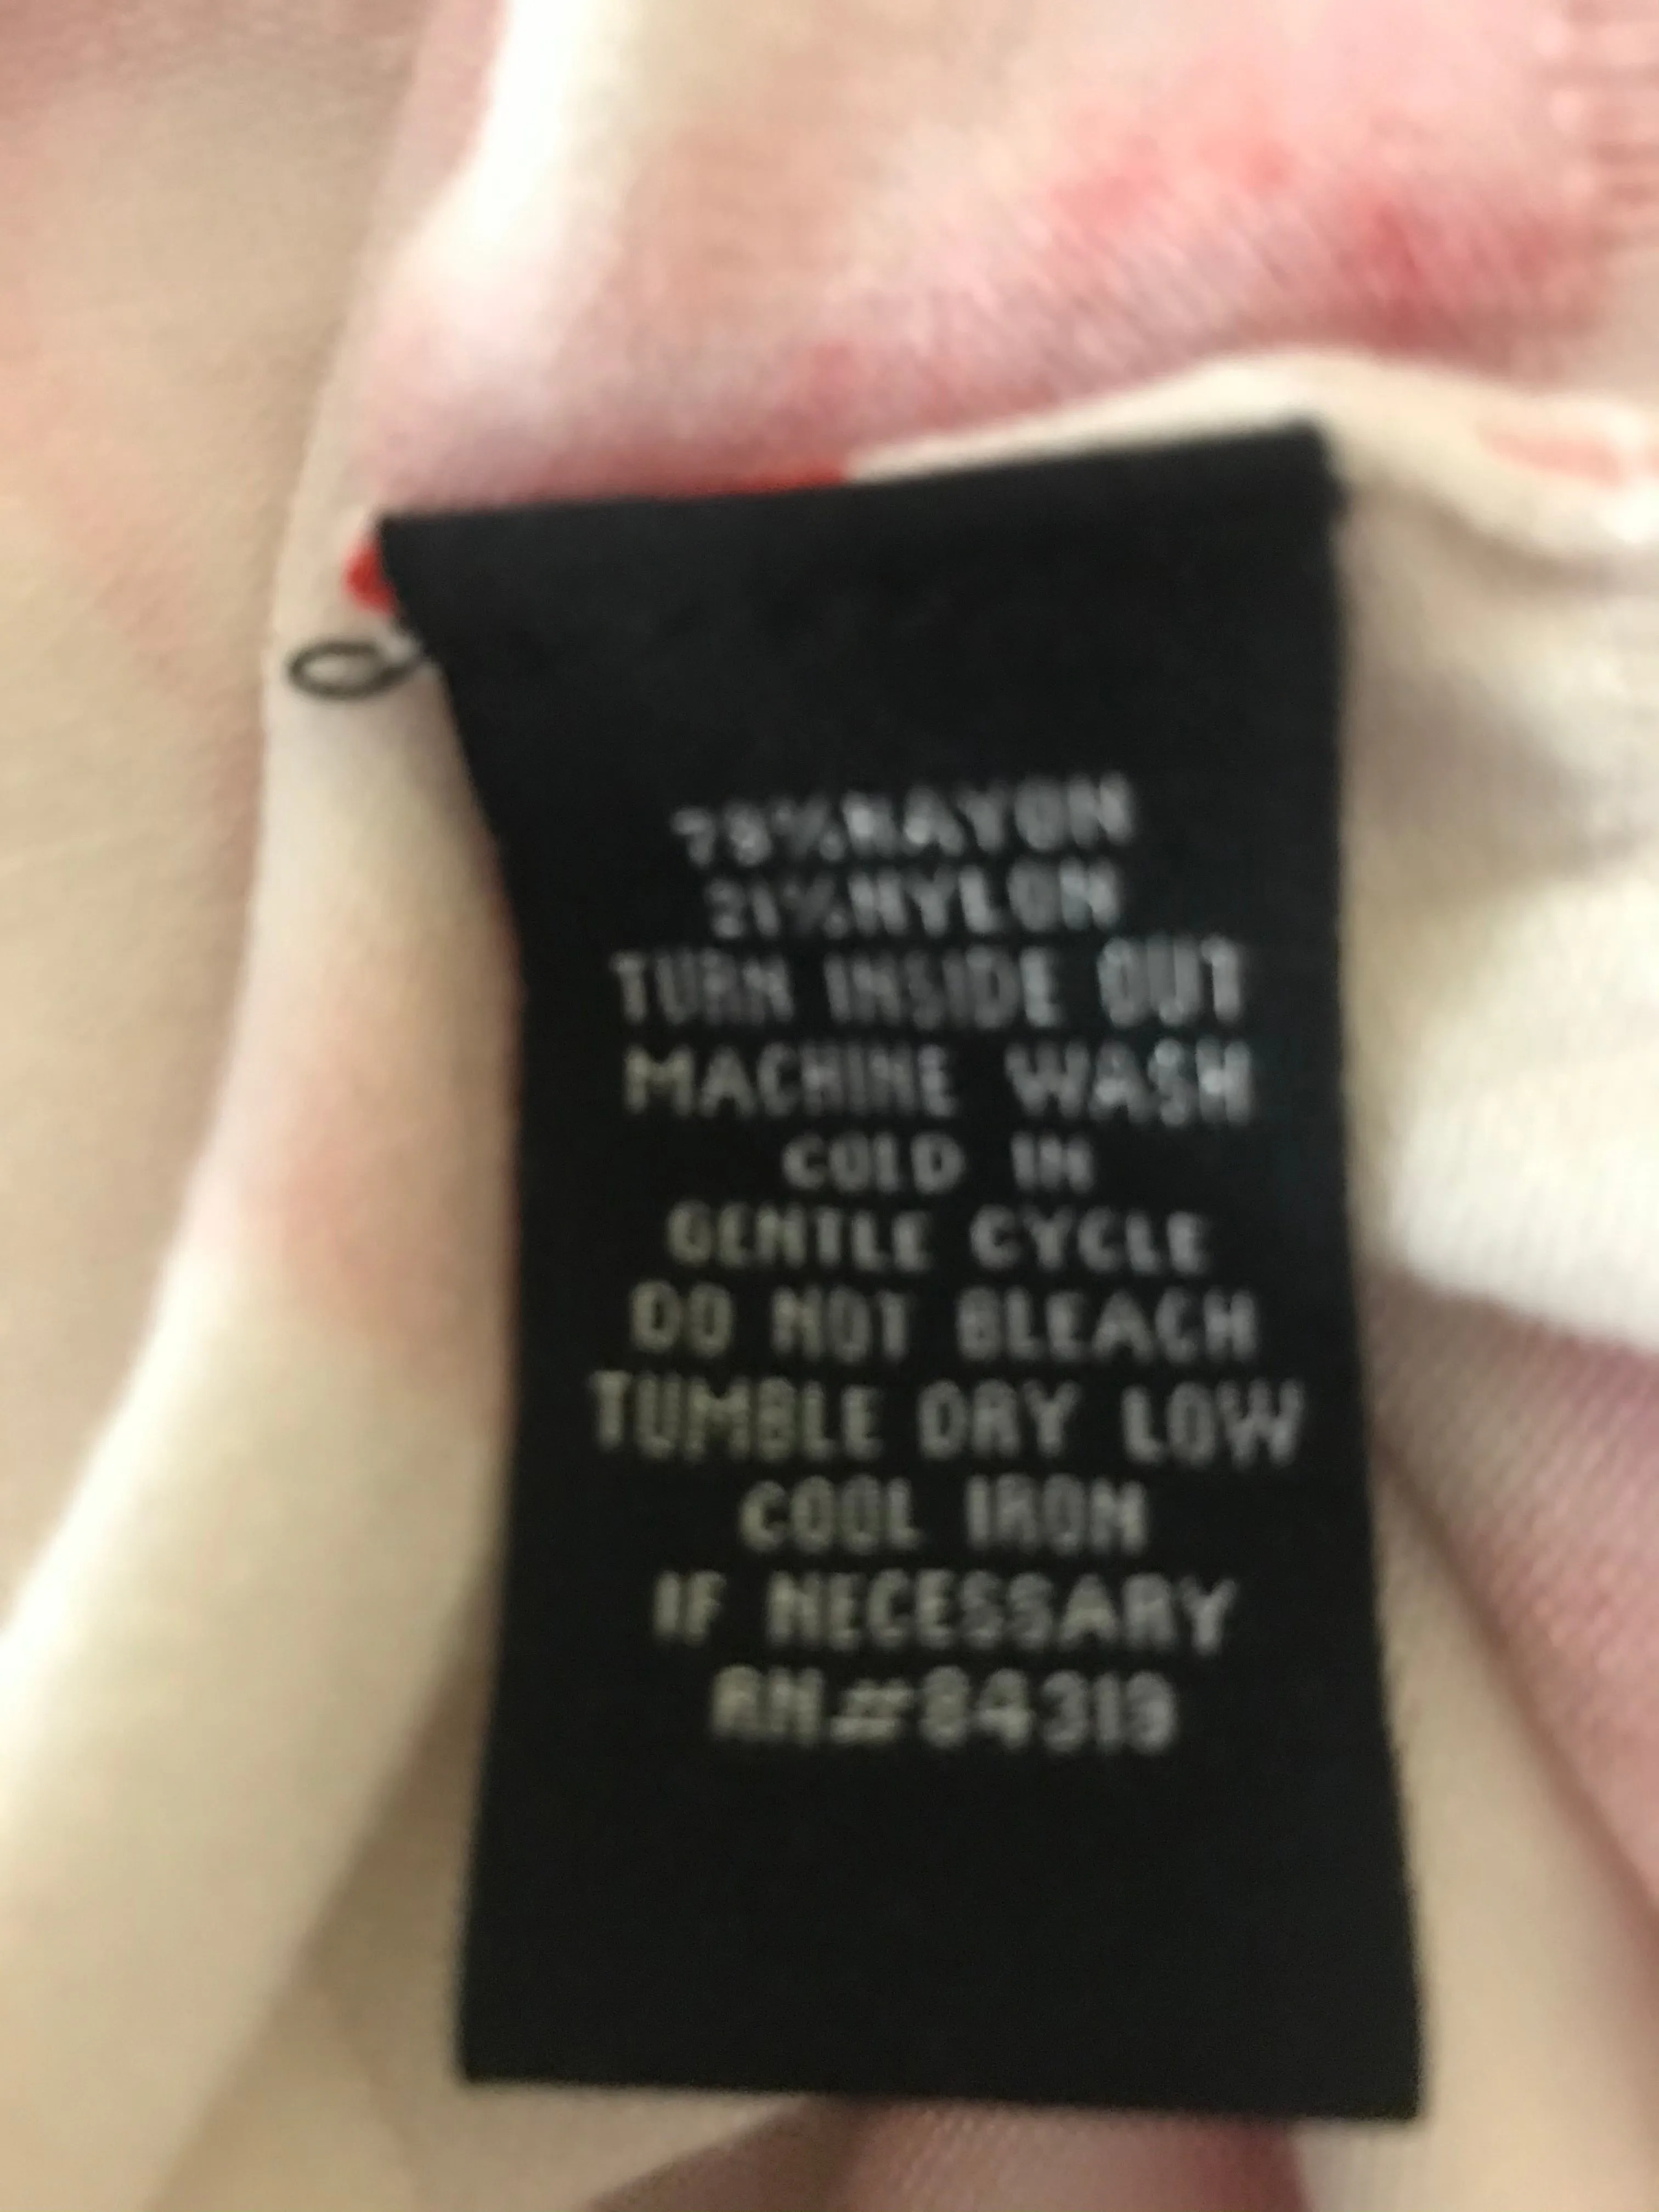 79%RAYON
21%NYLON
TURN INSIDE OUT
MACHINE WASH
COLD IN
GENTLE CYCLE
DO NOT BLEACH
TUMBLE DRY LOW
COOL IRON
IF NECESSARY
RN#84319